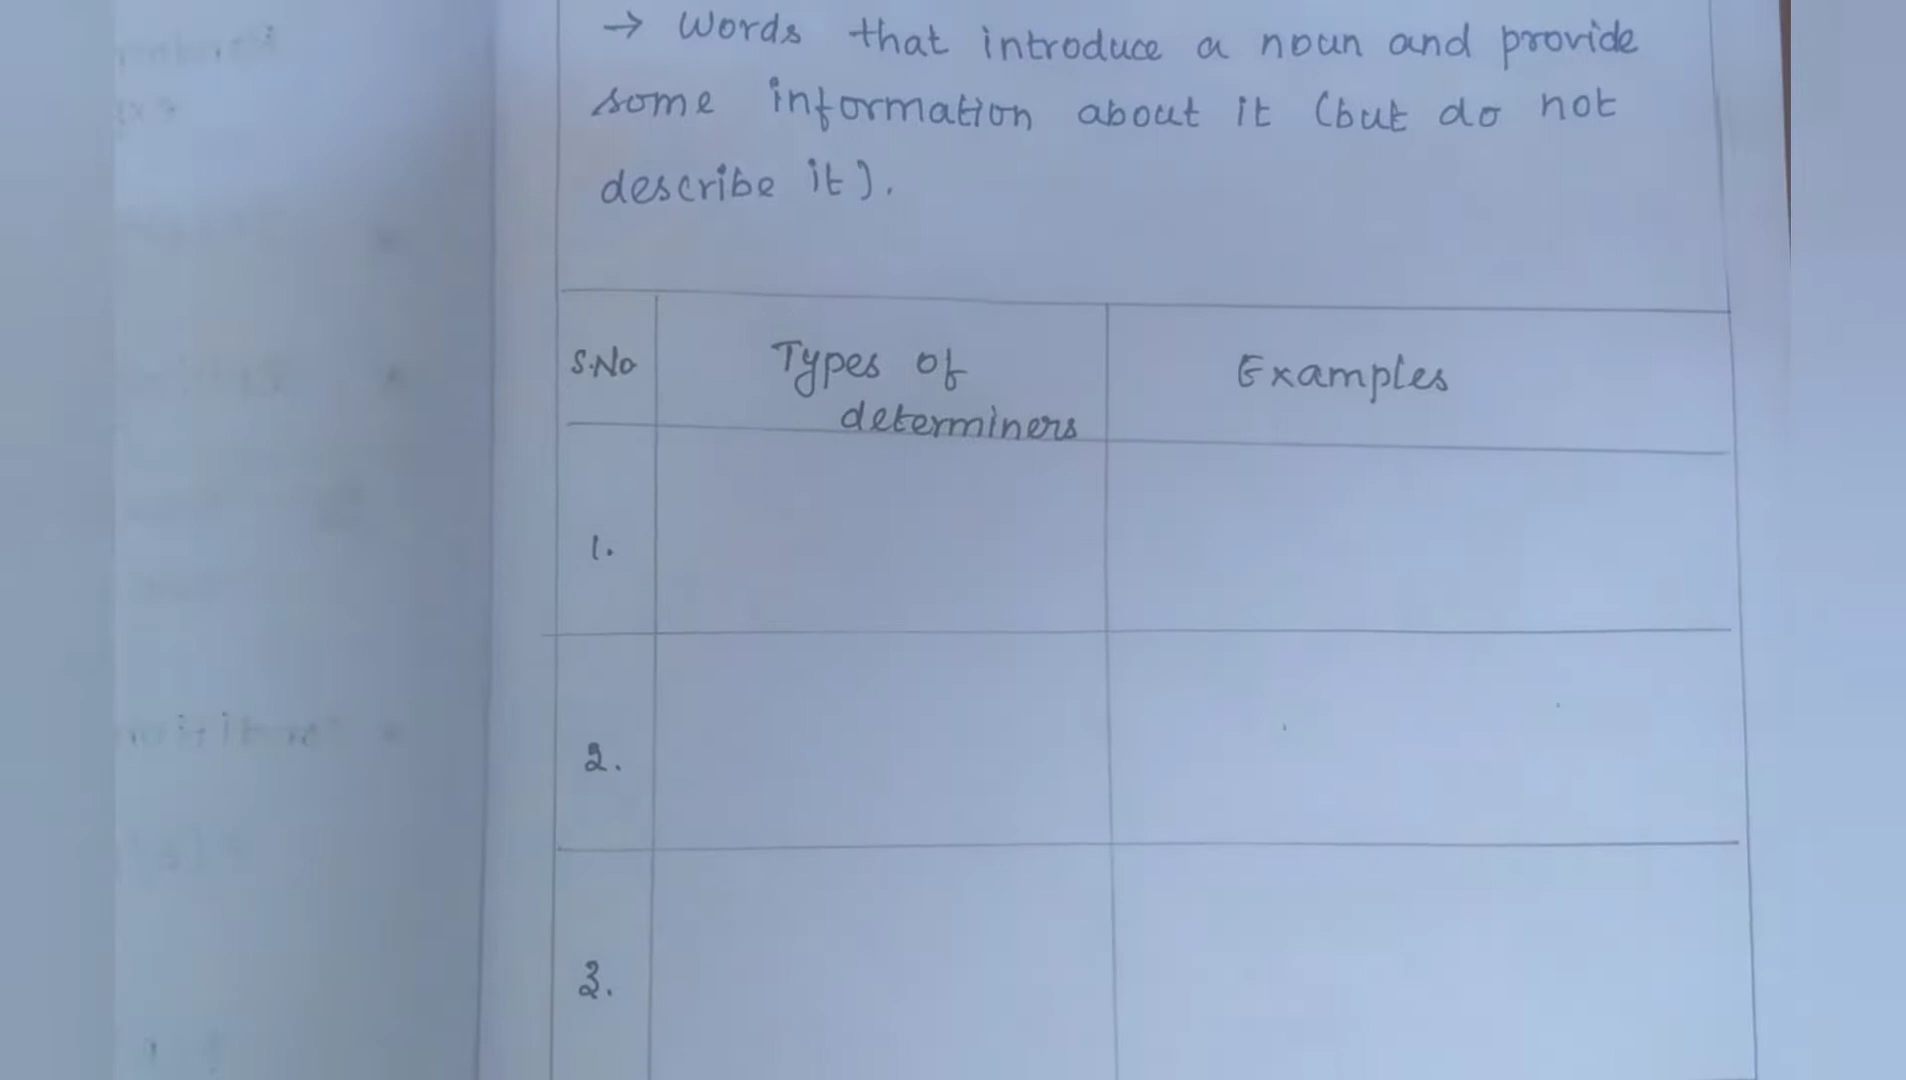 → Words that introduce a noun and provide
some information about it (but do not
describe it).
S.No Types of Examples
determiners
1.
2.
3.